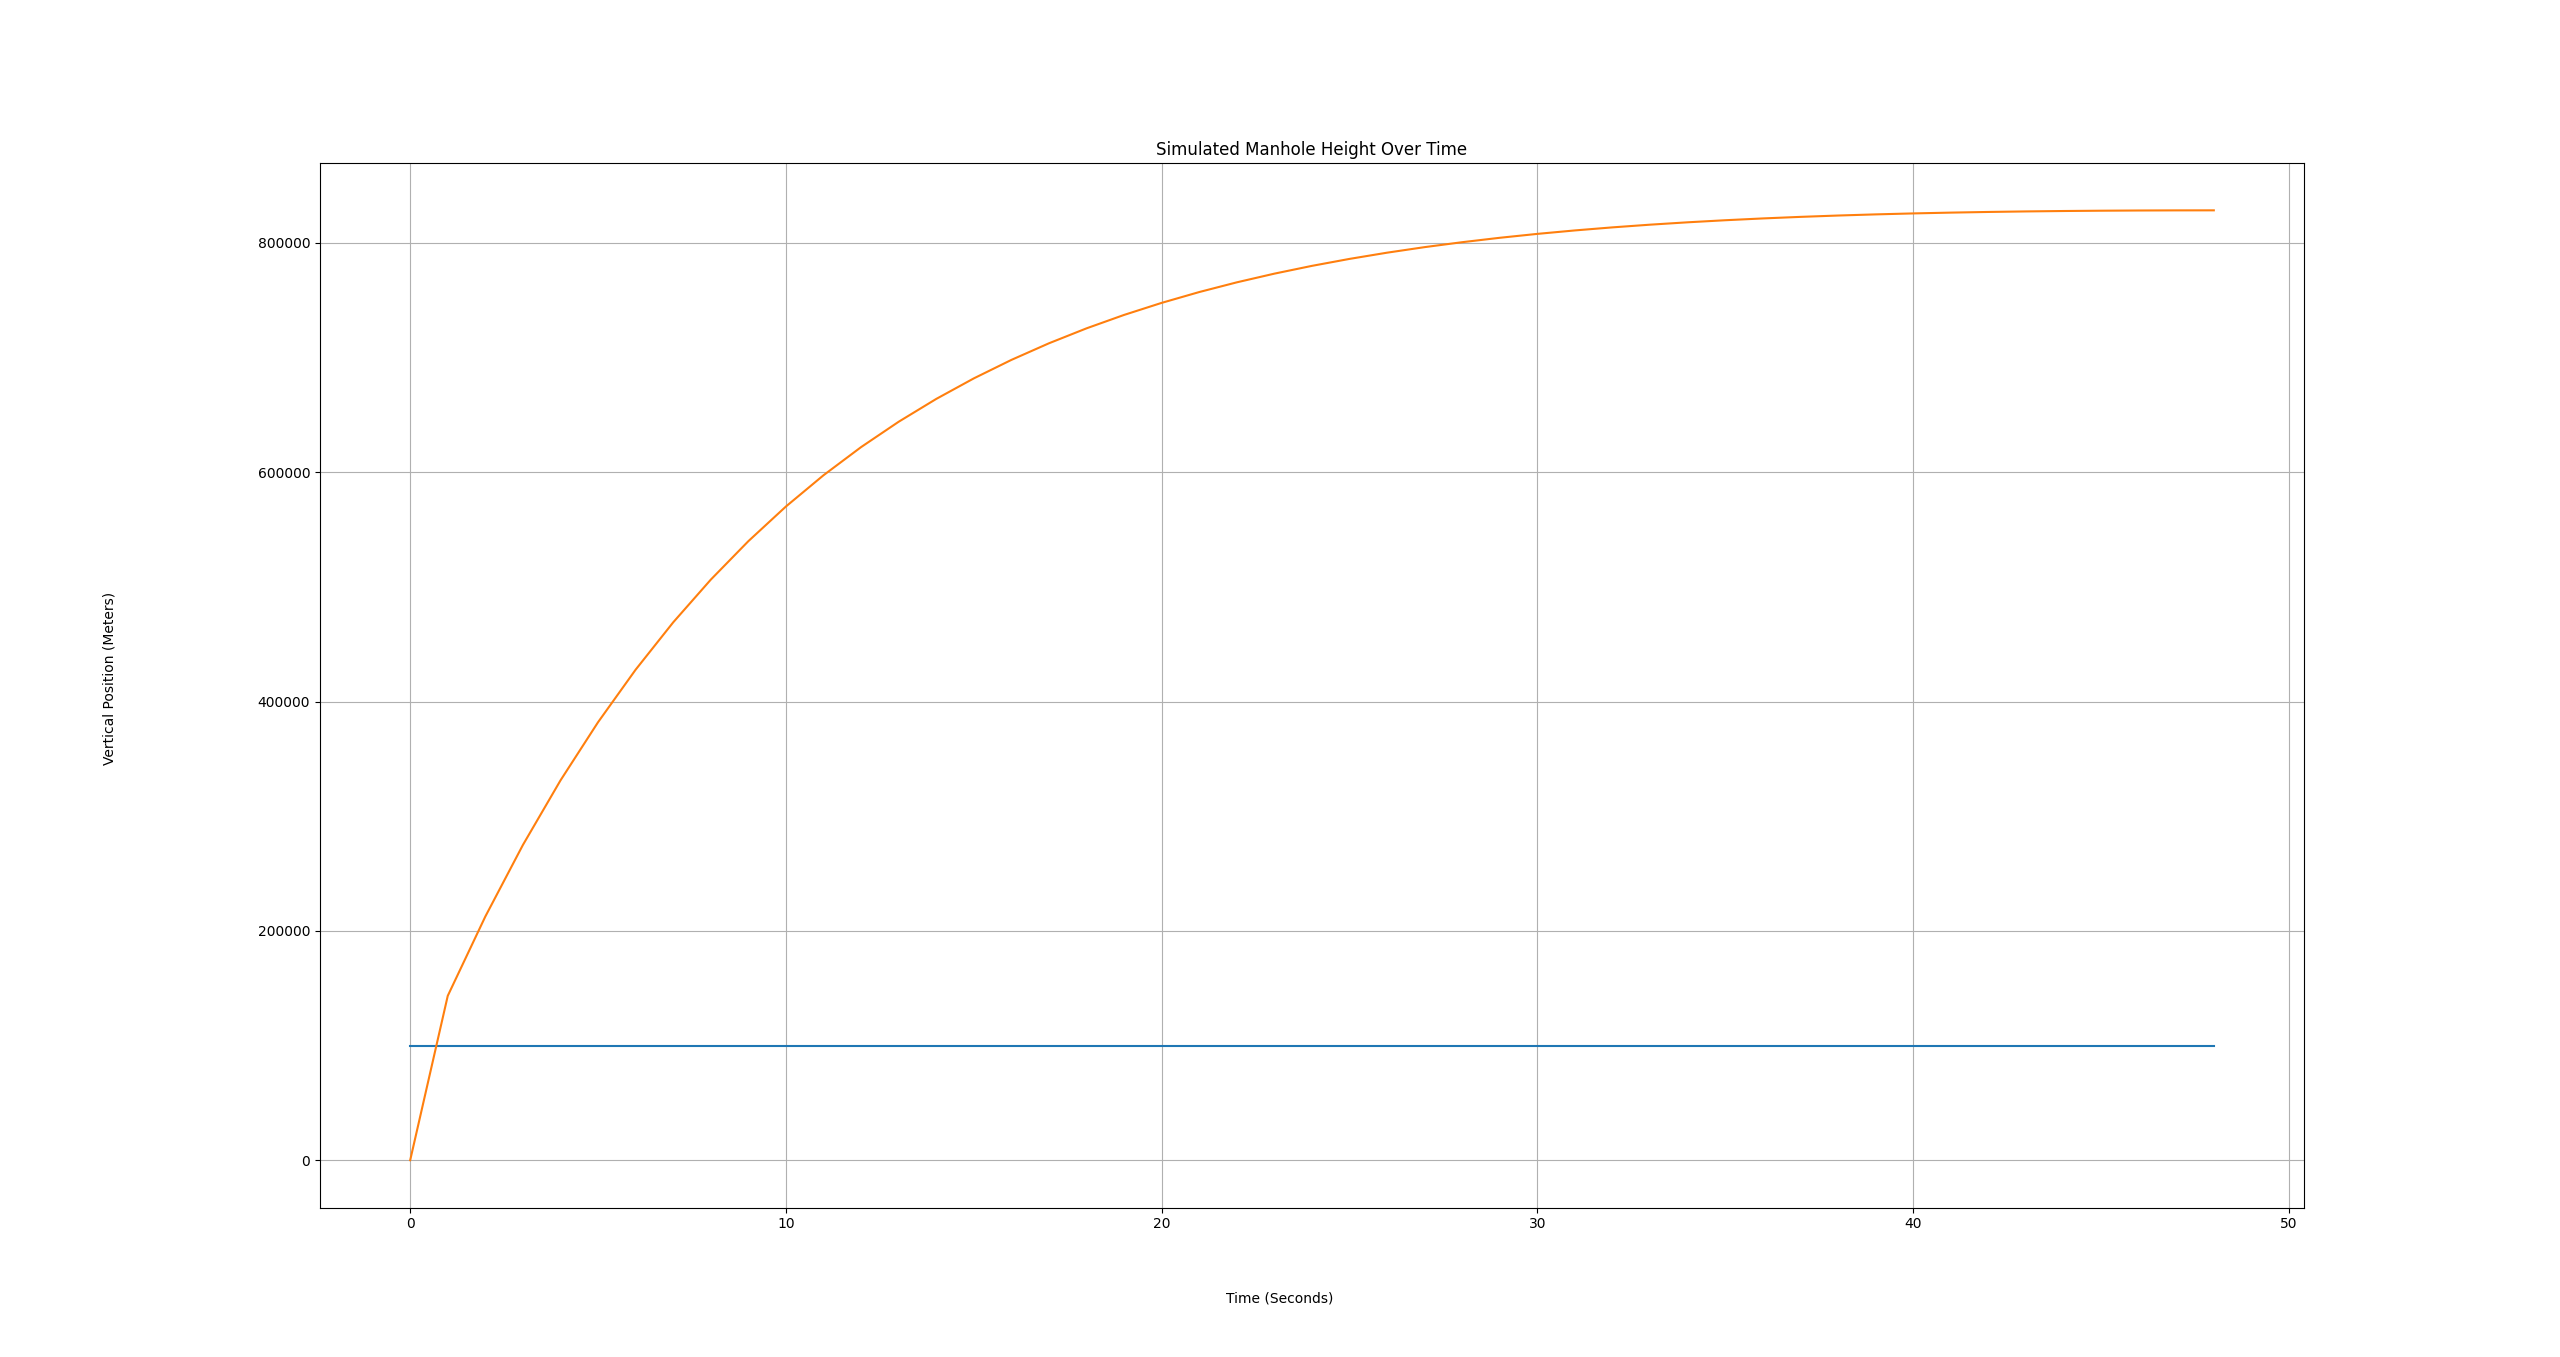 Simulated Manhole Height Over Time
800000
600000
400000
200000
0
Vertical Position (Meters)
0 10 20 30 40 50
Time (Seconds)